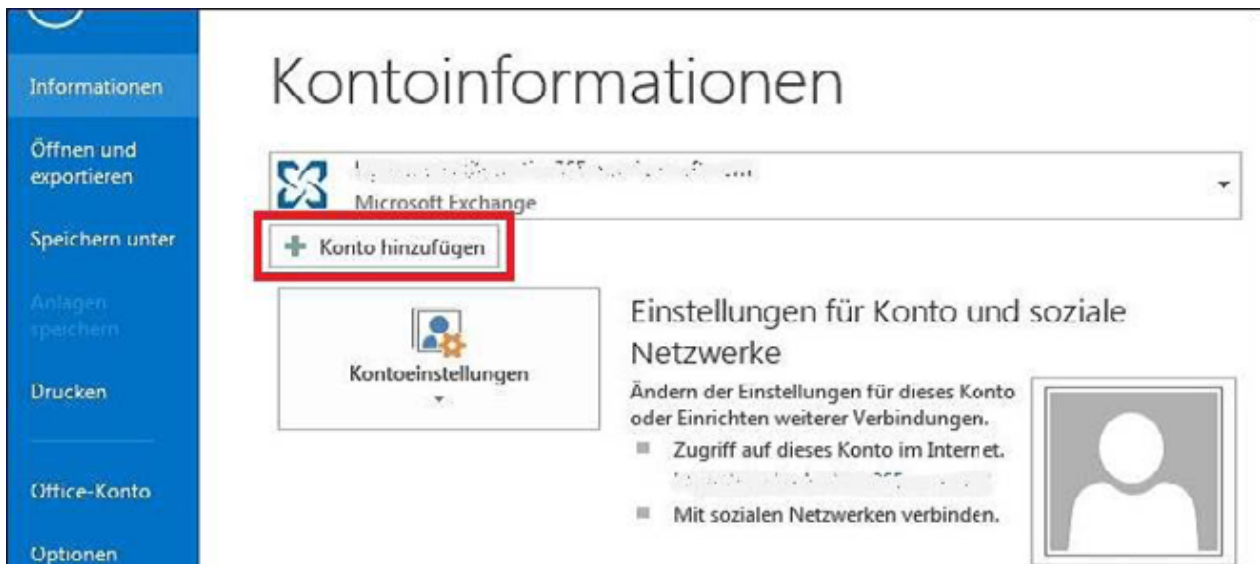 Informationen
Öffnen und
exportieren
Speichern unter
Anlagen
speichern
Drucken
Office-Konto
Optionen
Kontoinformationen
Microsoft Exchange
Konto hinzufügen
Kontoeinstellungen
Einstellungen für Konto und soziale
Netzwerke
Ändern der Einstellungen für dieses Konto
oder Einrichten weiterer Verbindungen.
Zugriff auf dieses Konto im Internet.
Mit sozialen Netzwerken verbinden.